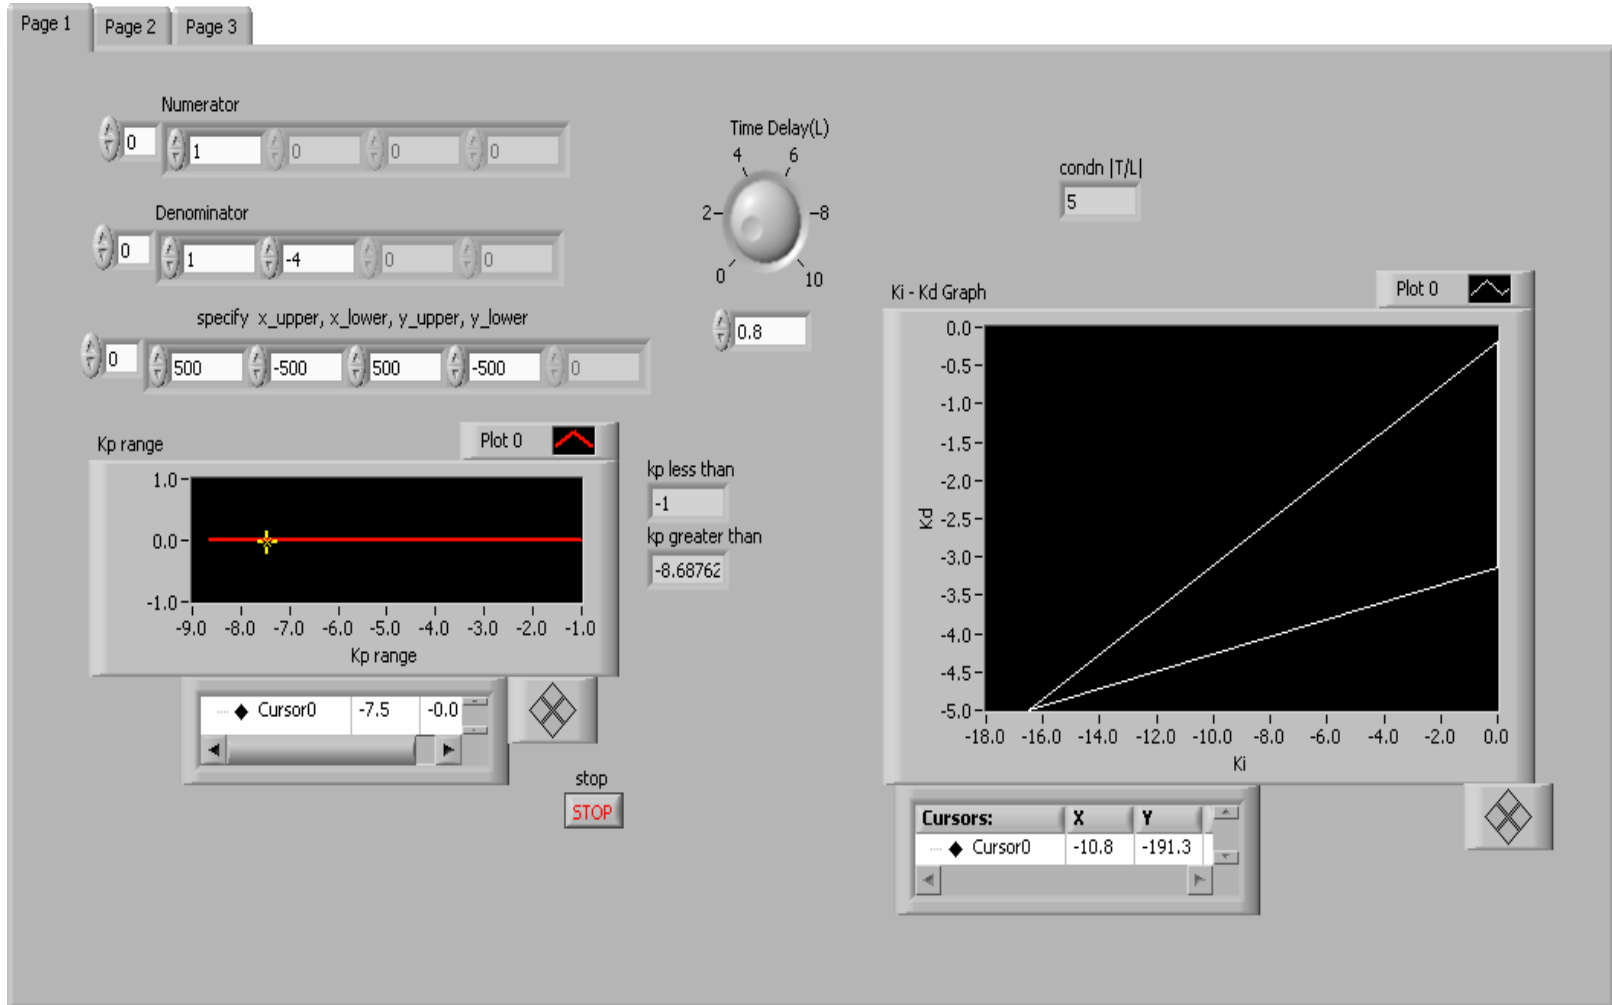 Page 1 Page 2 Page 3
Numerator
0 1 0 0 0
Denominator
0 1 -4 0 0
specify x_upper, x_lower, y_upper, y_lower
0 500 -500 500 -500 0
Time Delay(L)
4 6
2 8
0 10
0.8
condn |T/L|
5
Kp range
Plot 0
1.0
0.0
-1.0
-9.0 -8.0 -7.0 -6.0 -5.0 -4.0 -3.0 -2.0 -1.0
Kp range
Cursor0 -7.5 -0.0
kp less than
-1
kp greater than
-8.68762
stop
STOP
Ki - Kd Graph
Plot 0
0.0
-0.5
-1.0
-1.5
-2.0
-2.5
-3.0
-3.5
-4.0
-4.5
-5.0
Kd
-18.0 -16.0 -14.0 -12.0 -10.0 -8.0 -6.0 -4.0 -2.0 0.0
Ki
Cursors: X Y
Cursor0 -10.8 -191.3